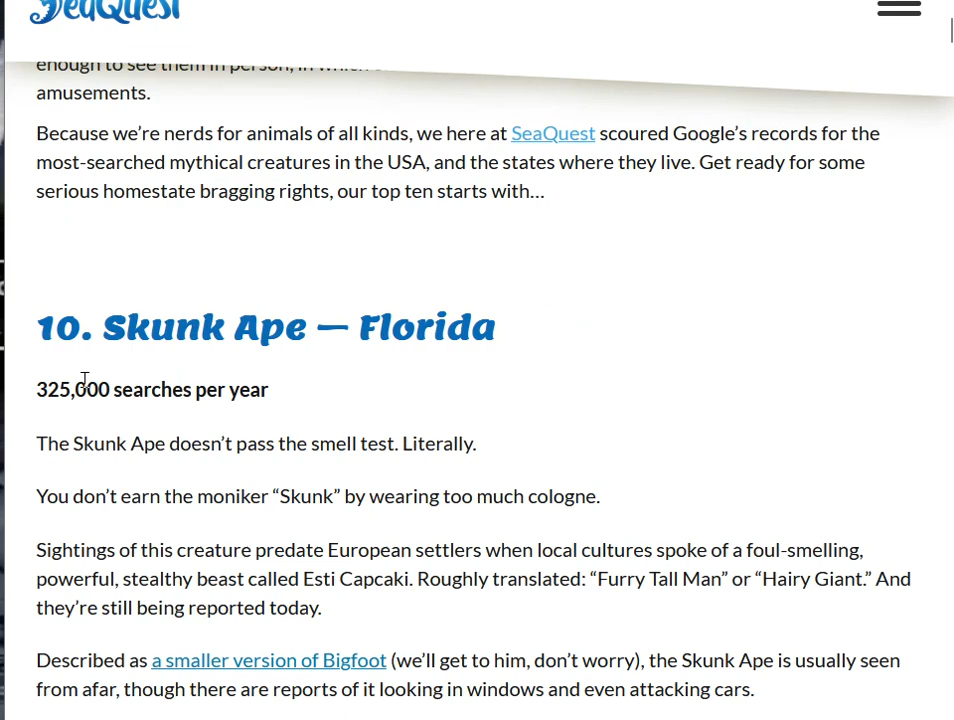 SeaQuest
enough to see them in person, in which
amusements.
Because we’re nerds for animals of all kinds, we here at SeaQuest scoured Google’s records for the
most-searched mythical creatures in the USA, and the states where they live. Get ready for some
serious homestate bragging rights, our top ten starts with…
10. Skunk Ape — Florida
325,000 searches per year
The Skunk Ape doesn’t pass the smell test. Literally.
You don’t earn the moniker “Skunk” by wearing too much cologne.
Sightings of this creature predate European settlers when local cultures spoke of a foul-smelling,
powerful, stealthy beast called Esti Capcaki. Roughly translated: “Furry Tall Man” or “Hairy Giant.” And
they’re still being reported today.
Described as a smaller version of Bigfoot (we’ll get to him, don’t worry), the Skunk Ape is usually seen
from afar, though there are reports of it looking in windows and even attacking cars.